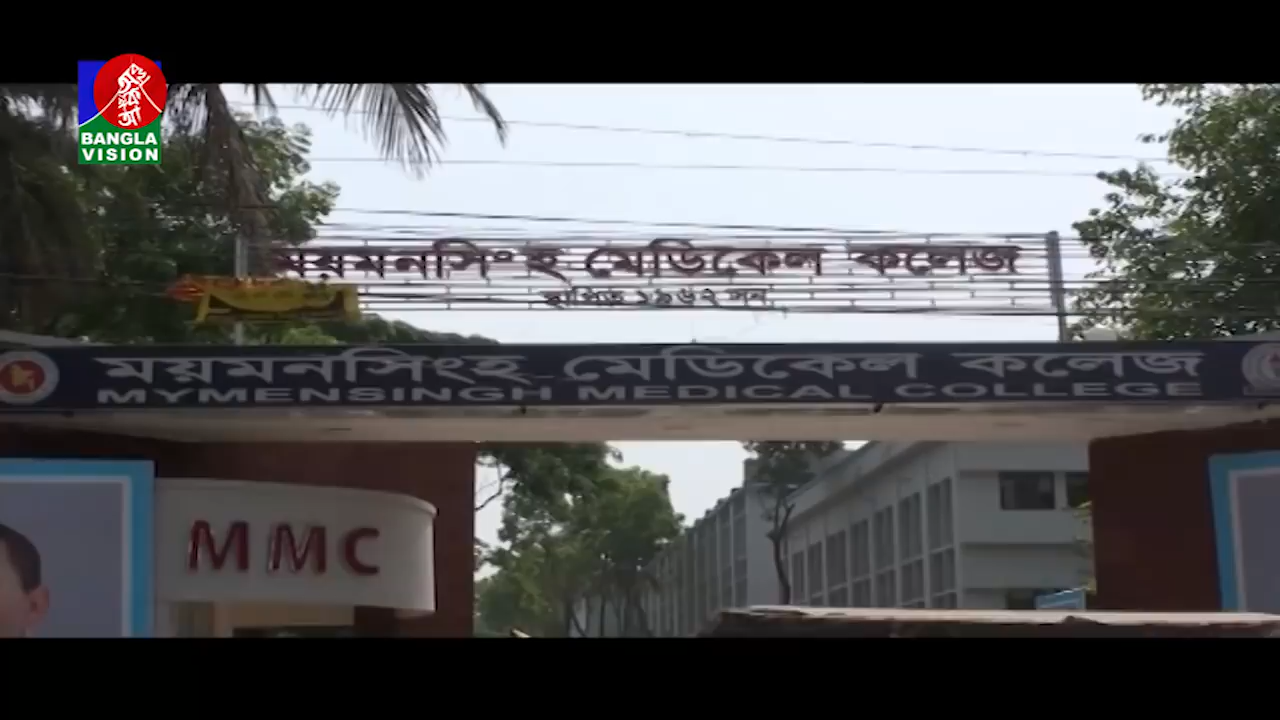 BANGLA
VISION
ময়মনসিংহ মেডিকেল কলেজ
স্থাপিত ১৯৬২ সন
ময়মনসিংহ মেডিকেল কলেজ
MYMENSINGH MEDICAL COLLEGE
MMC